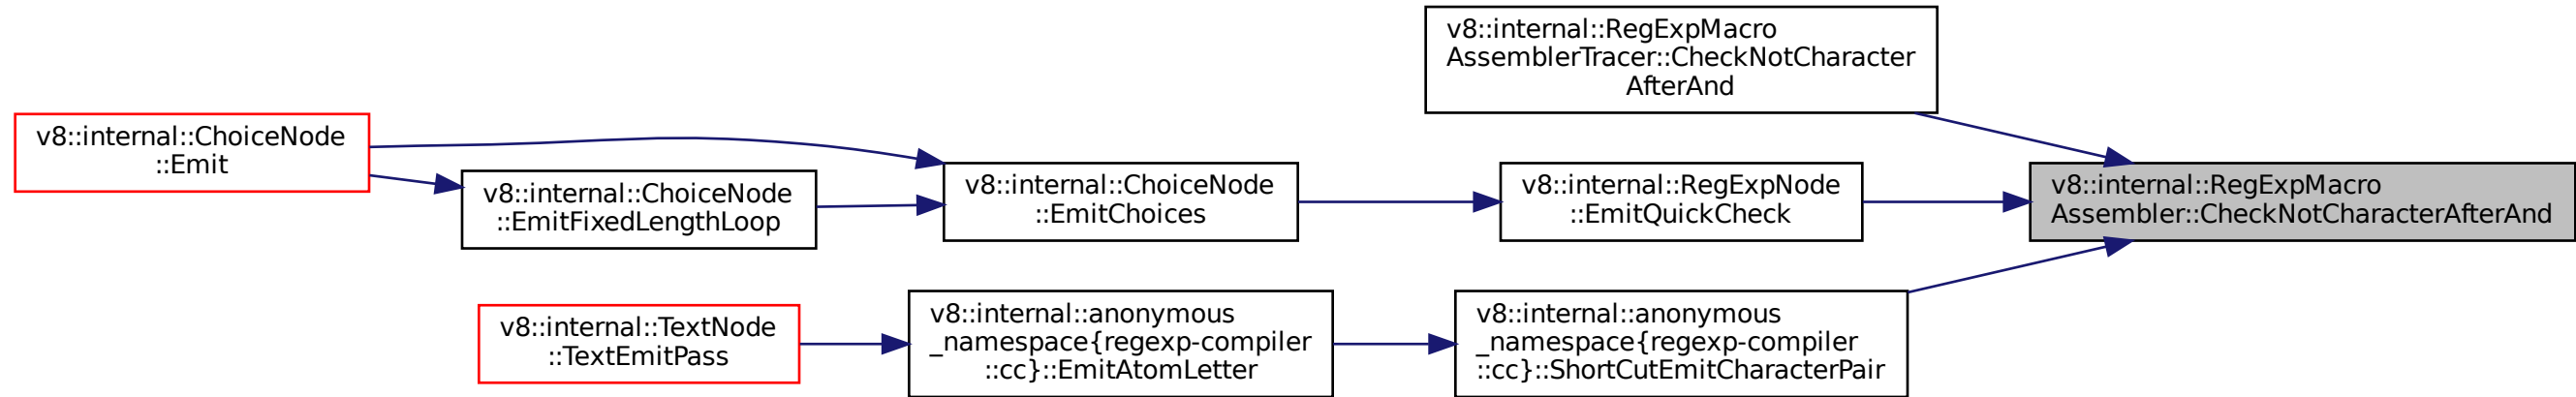 v8::internal::RegExpMacro
AssemblerTracer::CheckNotCharacter
AfterAnd
v8::internal::ChoiceNode
::Emit
v8::internal::ChoiceNode
::EmitFixedLengthLoop
v8::internal::ChoiceNode
::EmitChoices
v8::internal::RegExpNode
::EmitQuickCheck
v8::internal::RegExpMacro
Assembler::CheckNotCharacterAfterAnd
v8::internal::TextNode
::TextEmitPass
v8::internal::anonymous
_namespace{regexp-compiler
::cc}::EmitAtomLetter
v8::internal::anonymous
_namespace{regexp-compiler
::cc}::ShortCutEmitCharacterPair